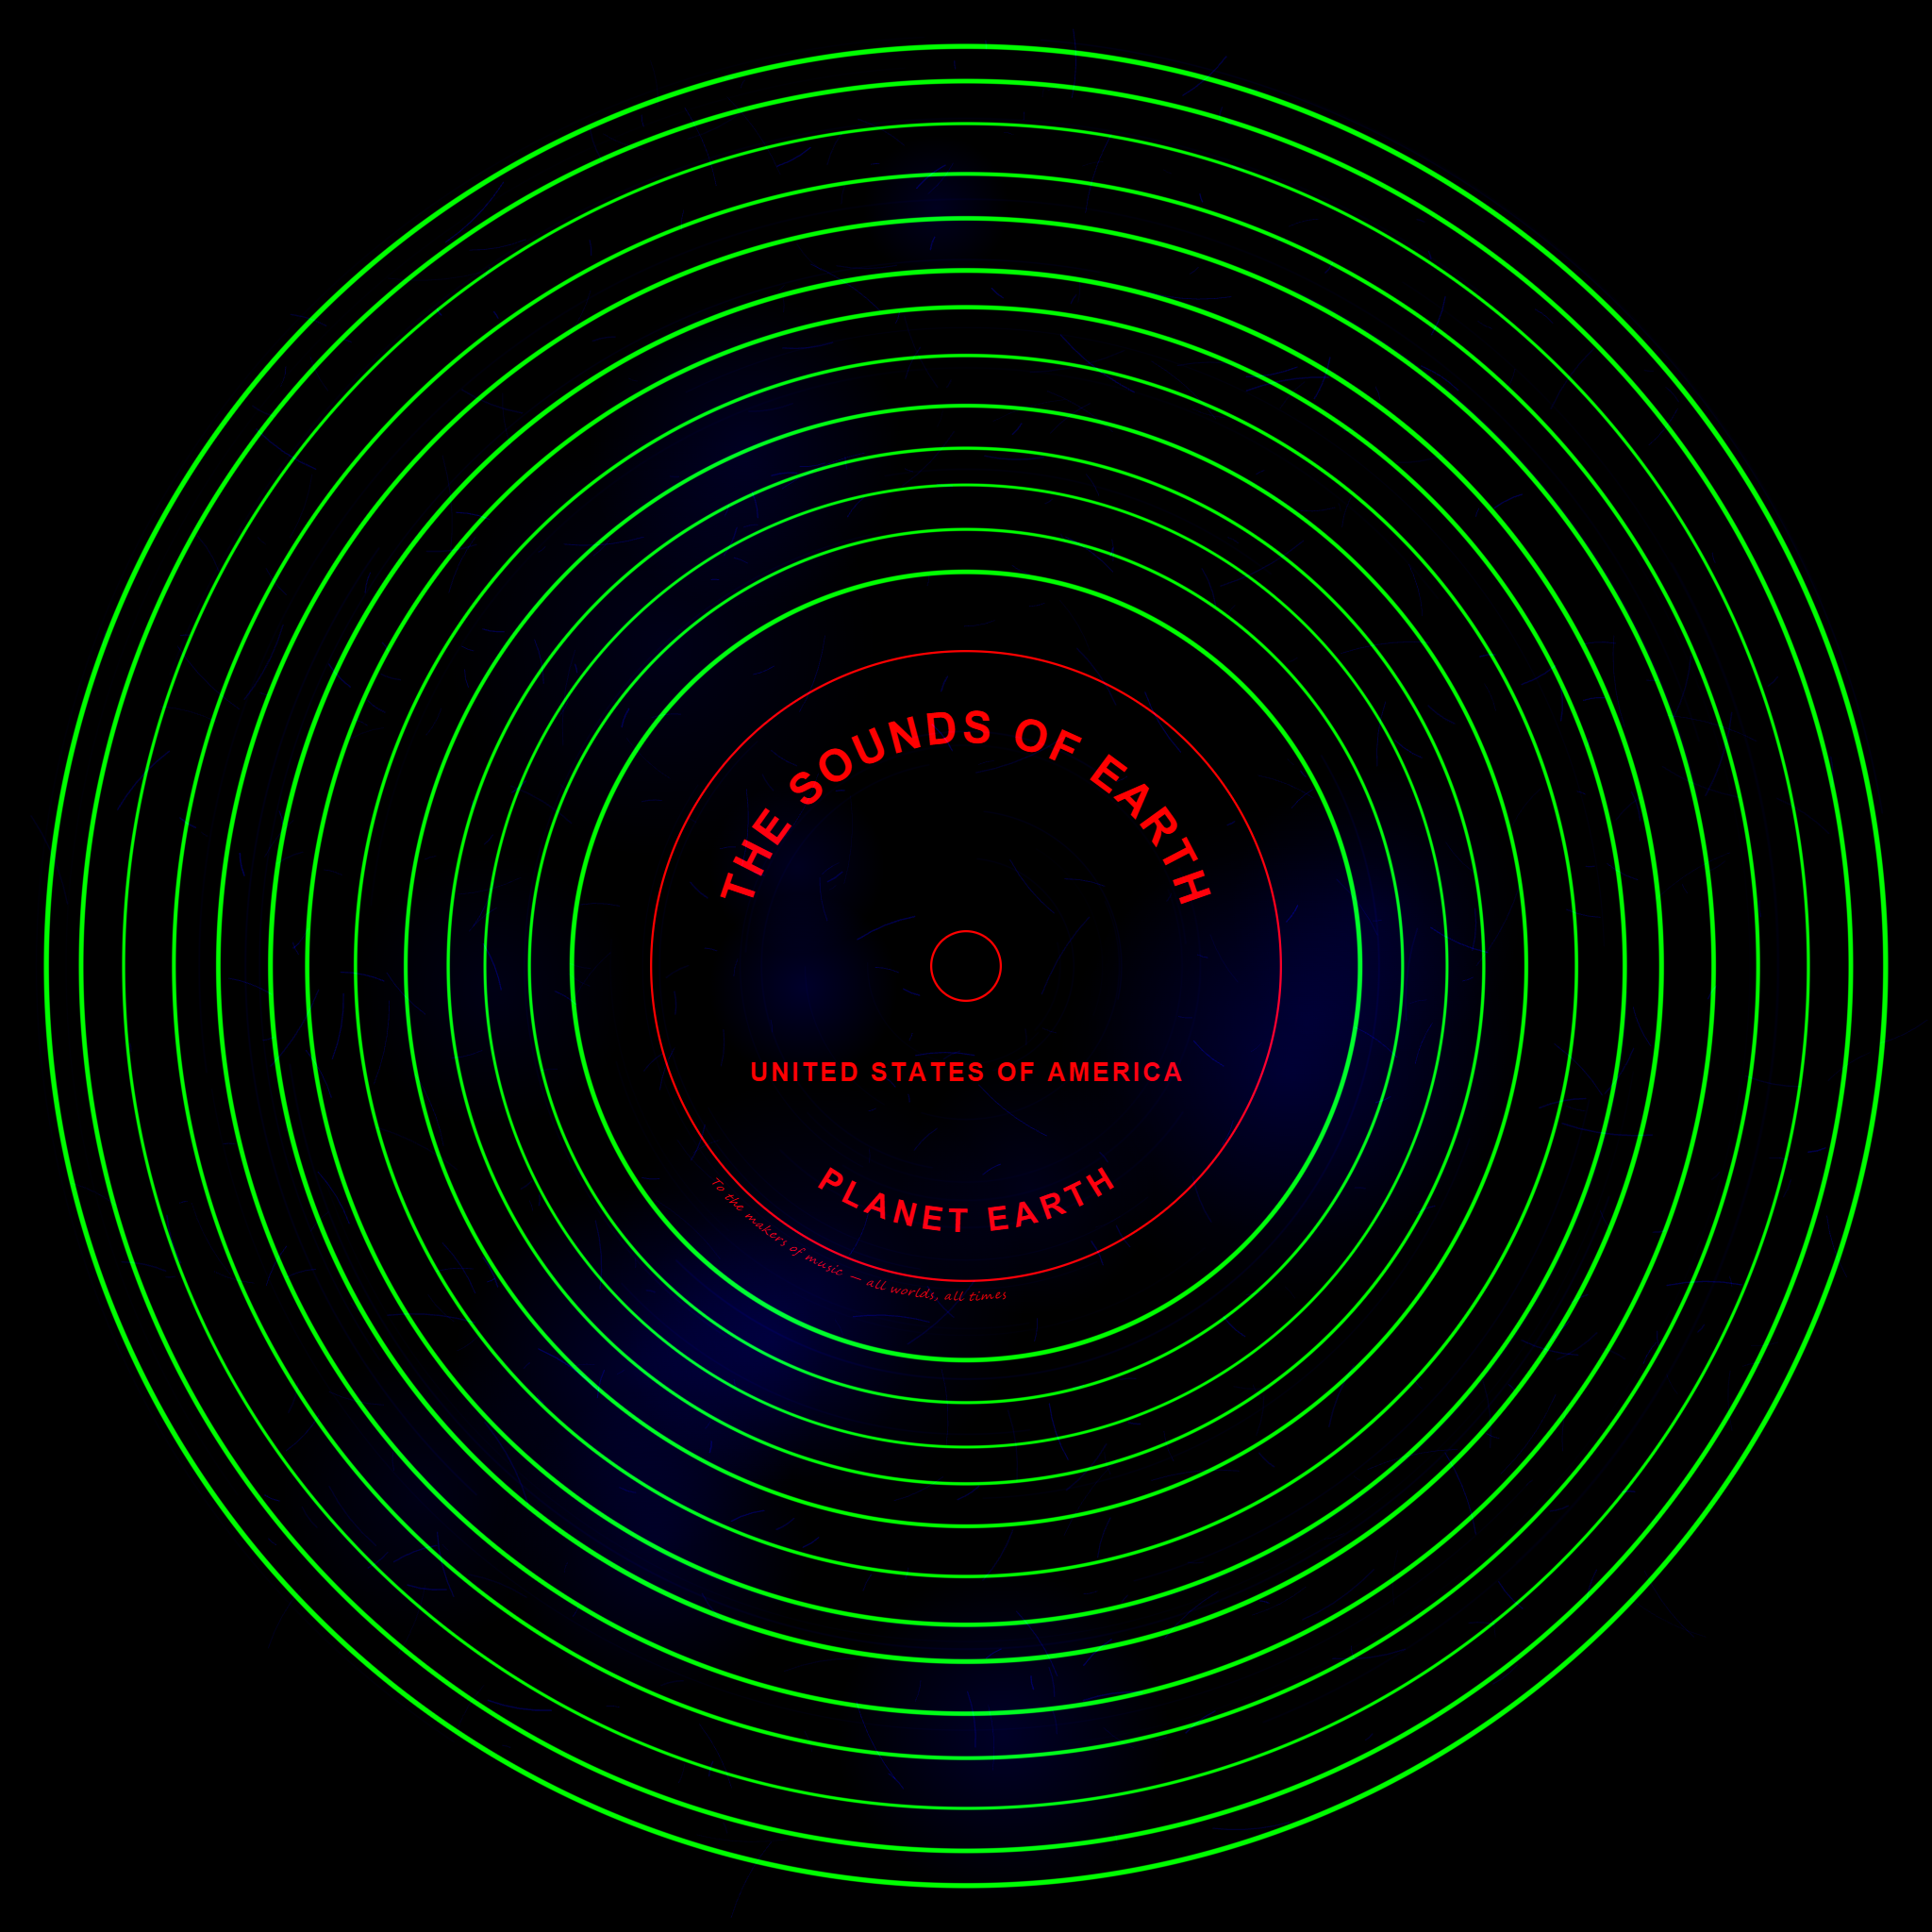 THE SOUNDS OF EARTH
UNITED STATES OF AMERICA
PLANET EARTH
To the makers of music — all worlds, all times